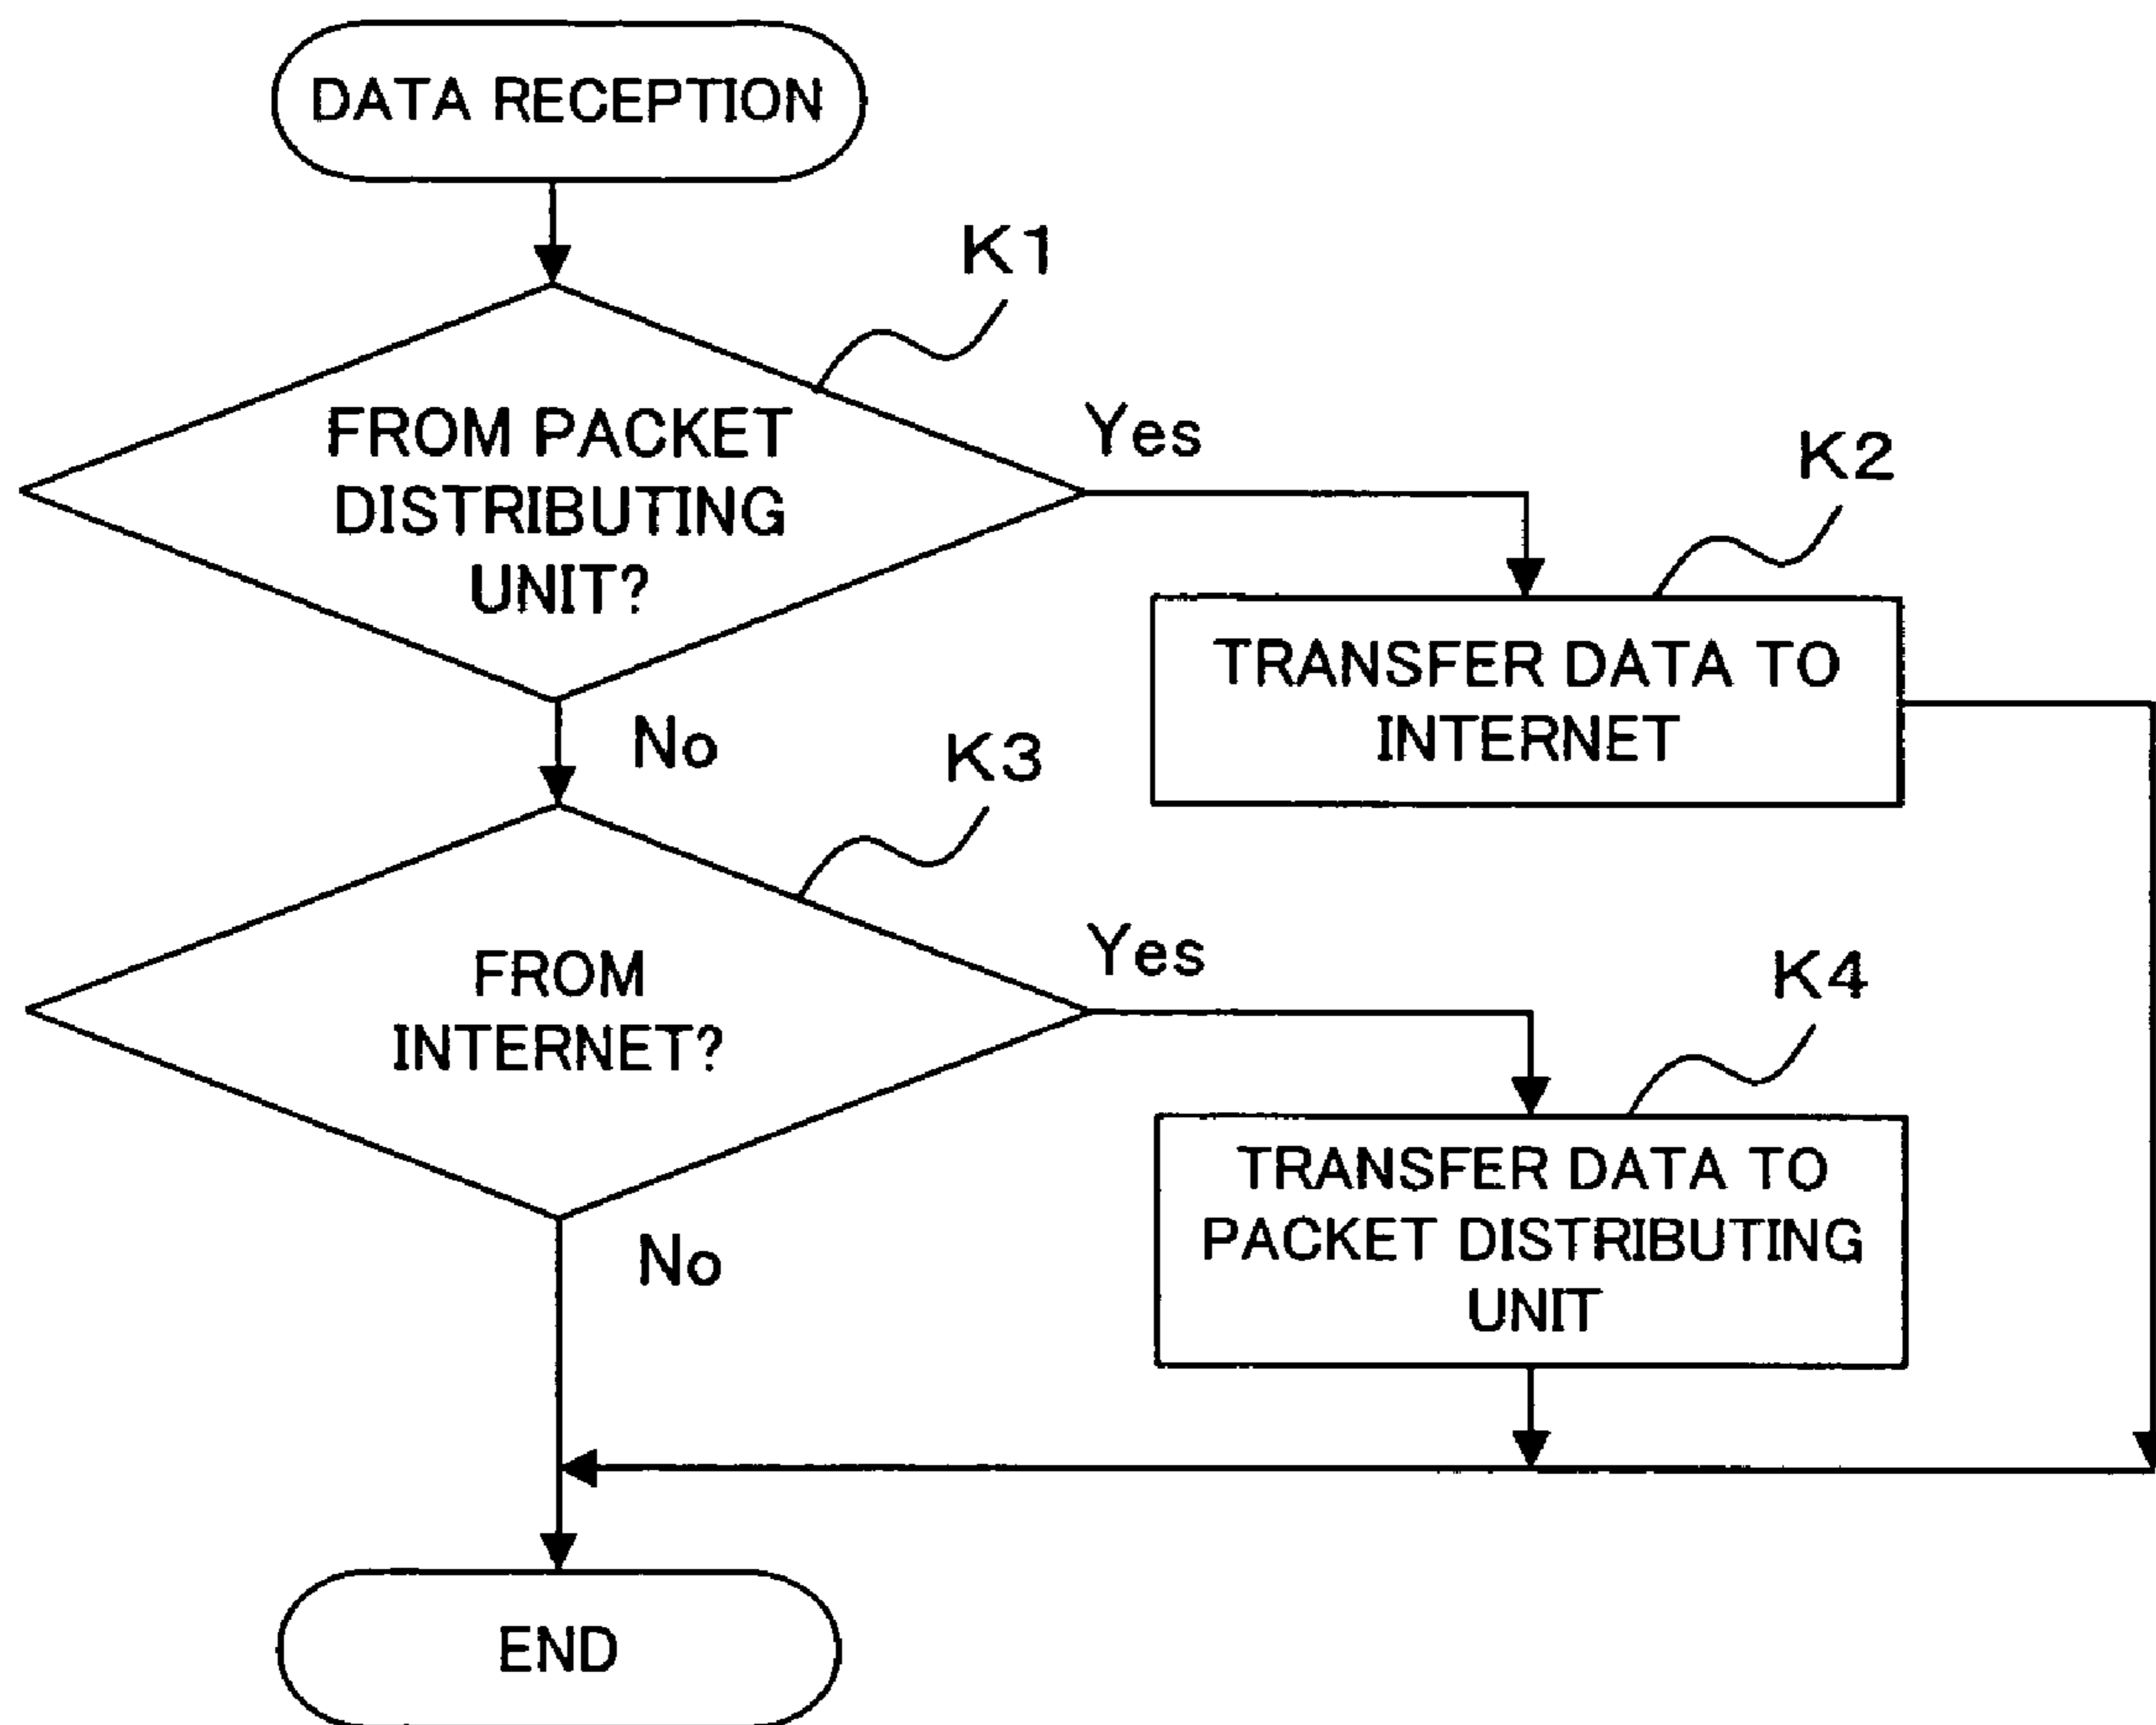 DATA RECEPTION
K1
FROM PACKET
DISTRIBUTING
UNIT?
Yes
K2
TRANSFER DATA TO
INTERNET
No
K3
FROM
INTERNET?
Yes
K4
TRANSFER DATA TO
PACKET DISTRIBUTING
UNIT
No
END